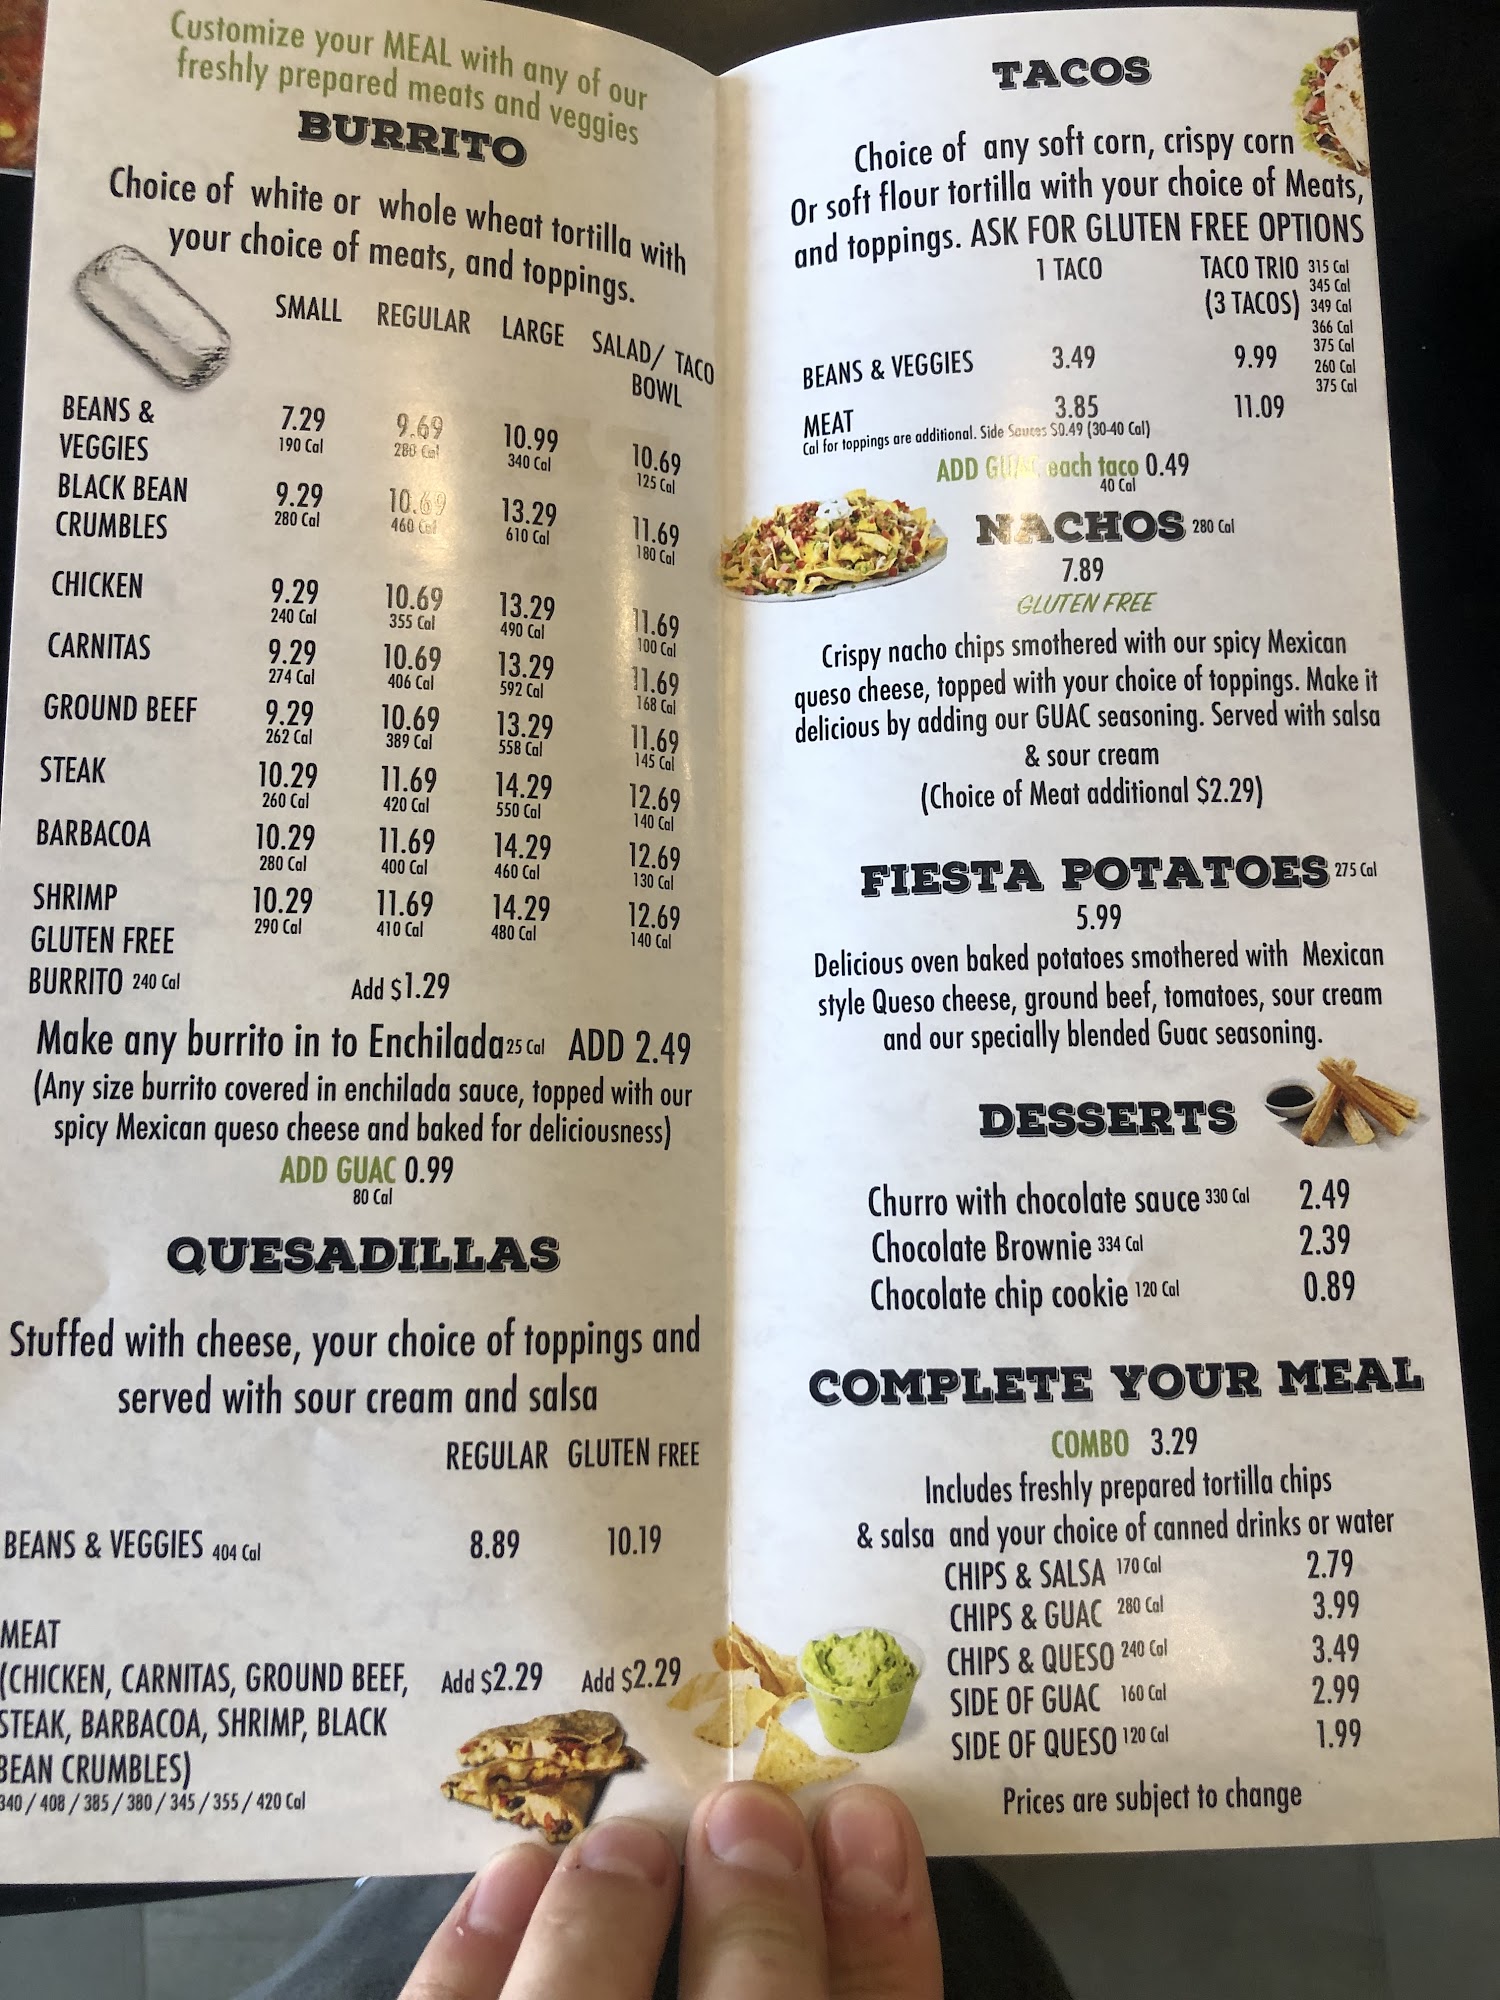 Customize your MEAL with any of our
freshly prepared meats and veggies
BURRITO
Choice of white or whole wheat tortilla with
your choice of meats, and toppings.
SMALL REGULAR LARGE SALAD/ TACO
BOWL
BEANS & 7.29 9.69 10.99 10.69
VEGGIES 190 Cal 280 Cal 340 Cal 125 Cal
BLACK BEAN 9.29 10.69 13.29 11.69
CRUMBLES 280 Cal 460 Cal 610 Cal 180 Cal
CHICKEN 9.29 10.69 13.29 11.69
240 Cal 355 Cal 490 Cal 100 Cal
CARNITAS 9.29 10.69 13.29 11.69
274 Cal 406 Cal 592 Cal 168 Cal
GROUND BEEF 9.29 10.69 13.29 11.69
262 Cal 389 Cal 558 Cal 145 Cal
STEAK 10.29 11.69 14.29 12.69
260 Cal 420 Cal 550 Cal 140 Cal
BARBACOA 10.29 11.69 14.29 12.69
280 Cal 400 Cal 460 Cal 130 Cal
SHRIMP 10.29 11.69 14.29 12.69
290 Cal 410 Cal 480 Cal 140 Cal
GLUTEN FREE
BURRITO 240 Cal Add $1.29
Make any burrito in to Enchilada 25 Cal ADD 2.49
(Any size burrito covered in enchilada sauce, topped with our
spicy Mexican queso cheese and baked for deliciousness)
ADD GUAC 0.99
80 Cal
QUESADILLAS
Stuffed with cheese, your choice of toppings and
served with sour cream and salsa
REGULAR GLUTEN FREE
BEANS & VEGGIES 404 Cal 8.89 10.19
MEAT
(CHICKEN, CARNITAS, GROUND BEEF, Add $2.29 Add $2.29
STEAK, BARBACOA, SHRIMP, BLACK
BEAN CRUMBLES)
340 / 408 / 385 / 380 / 345 / 355 / 420 Cal
TACOS
Choice of any soft corn, crispy corn
Or soft flour tortilla with your choice of Meats,
and toppings. ASK FOR GLUTEN FREE OPTIONS
1 TACO TACO TRIO 315 Cal
345 Cal
(3 TACOS) 349 Cal
366 Cal
375 Cal
BEANS & VEGGIES 3.49 9.99 260 Cal
375 Cal
MEAT 3.85 11.09
Cal for toppings are additional. Side Sauces $0.49 (30-40 Cal)
ADD GUAC each taco 0.49
40 Cal
NACHOS 280 Cal
7.89
GLUTEN FREE
Crispy nacho chips smothered with our spicy Mexican
queso cheese, topped with your choice of toppings. Make it
delicious by adding our GUAC seasoning. Served with salsa
& sour cream
(Choice of Meat additional $2.29)
FIESTA POTATOES 275 Cal
5.99
Delicious oven baked potatoes smothered with Mexican
style Queso cheese, ground beef, tomatoes, sour cream
and our specially blended Guac seasoning.
DESSERTS
Churro with chocolate sauce 330 Cal 2.49
Chocolate Brownie 334 Cal 2.39
Chocolate chip cookie 120 Cal 0.89
COMPLETE YOUR MEAL
COMBO 3.29
Includes freshly prepared tortilla chips
& salsa and your choice of canned drinks or water
CHIPS & SALSA 170 Cal 2.79
CHIPS & GUAC 280 Cal 3.99
CHIPS & QUESO 240 Cal 3.49
SIDE OF GUAC 160 Cal 2.99
SIDE OF QUESO 120 Cal 1.99
Prices are subject to change